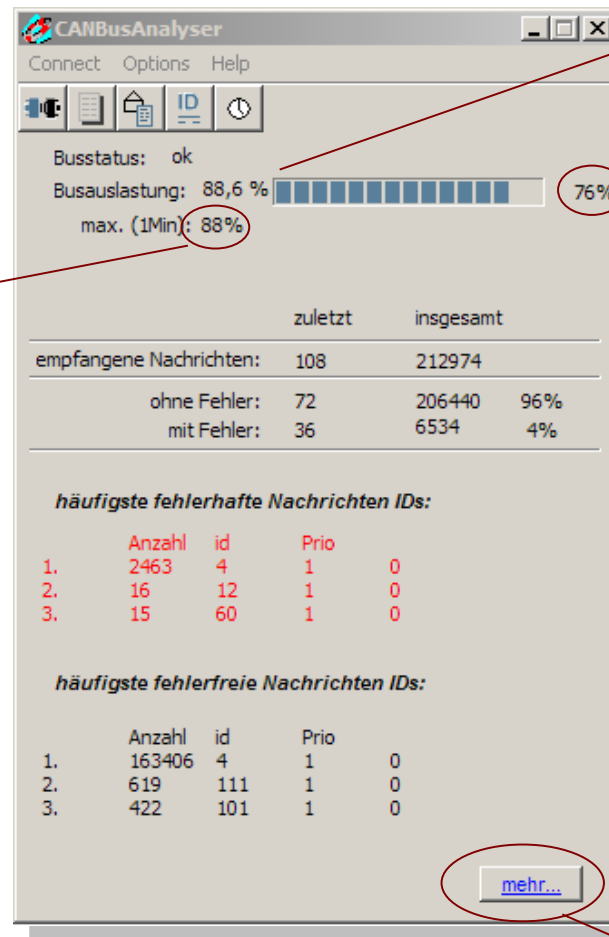 CANBusAnalyser
Connect Options Help
ID
Busstatus: ok
Busauslastung: 88,6 % 76%
max. (1Min): 88%
zuletzt insgesamt
empfangene Nachrichten: 108 212974
ohne Fehler: 72 206440 96%
mit Fehler: 36 6534 4%
häufigste fehlerhafte Nachrichten IDs:
Anzahl id Prio
1. 2463 4 1 0
2. 16 12 1 0
3. 15 60 1 0
häufigste fehlerfreie Nachrichten IDs:
Anzahl id Prio
1. 163406 4 1 0
2. 619 111 1 0
3. 422 101 1 0
mehr...